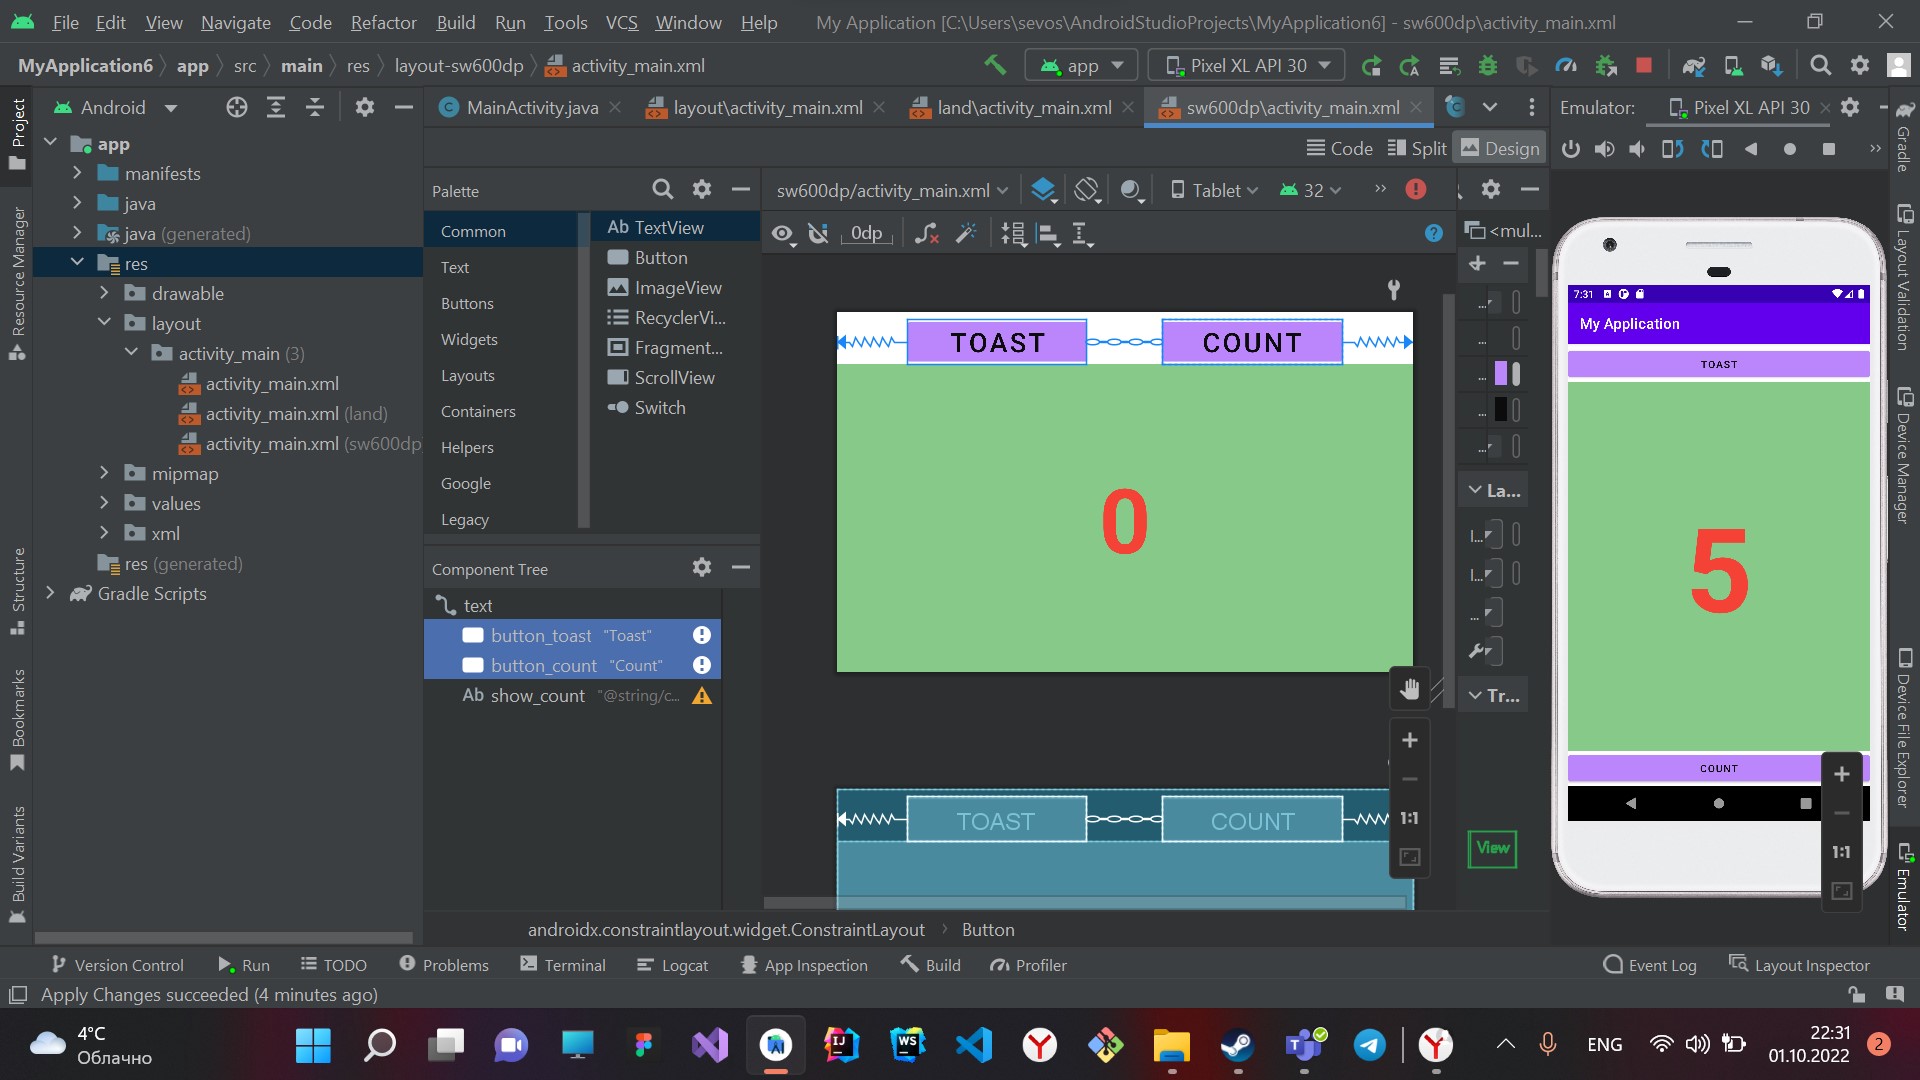 File Edit View Navigate Code Refactor Build Run Tools VCS Window Help My Application [C:\Users\sevos\AndroidStudioProjects\MyApplication6] - sw600dp\activity_main.xml
MyApplication6 app src main res layout-sw600dp activity_main.xml app Pixel XL API 30
Android
MainActivity.java layout\activity_main.xml land\activity_main.xml sw600dp\activity_main.xml
Emulator: Pixel XL API 30
Code Split Design
Project
Resource Manager
Structure
Bookmarks
Build Variants
app
manifests
java
java (generated)
res
drawable
layout
activity_main (3)
activity_main.xml
activity_main.xml (land)
activity_main.xml (sw600dp
mipmap
values
xml
res (generated)
Gradle Scripts
Palette
Common
Text
Buttons
Widgets
Layouts
Containers
Helpers
Google
Legacy
Ab TextView
Button
ImageView
RecyclerVi...
Fragment...
ScrollView
Switch
Component Tree
text
button_toast "Toast"
button_count "Count"
Ab show_count "@string/c...
sw600dp/activity_main.xml Tablet 32
0dp
TOAST COUNT
0
TOAST COUNT
1:1
<mul...
...
...
...
...
...
La...
I...
I...
...
Tr...
View
7:31
My Application
TOAST
5
COUNT
1:1
Gradle
Layout Validation
Device Manager
Device File Explorer
Emulator
androidx.constraintlayout.widget.ConstraintLayout Button
Version Control Run TODO Problems Terminal Logcat App Inspection Build Profiler Event Log Layout Inspector
Apply Changes succeeded (4 minutes ago)
4°C
Облачно
IJ
WS
ENG
22:31
01.10.2022
2